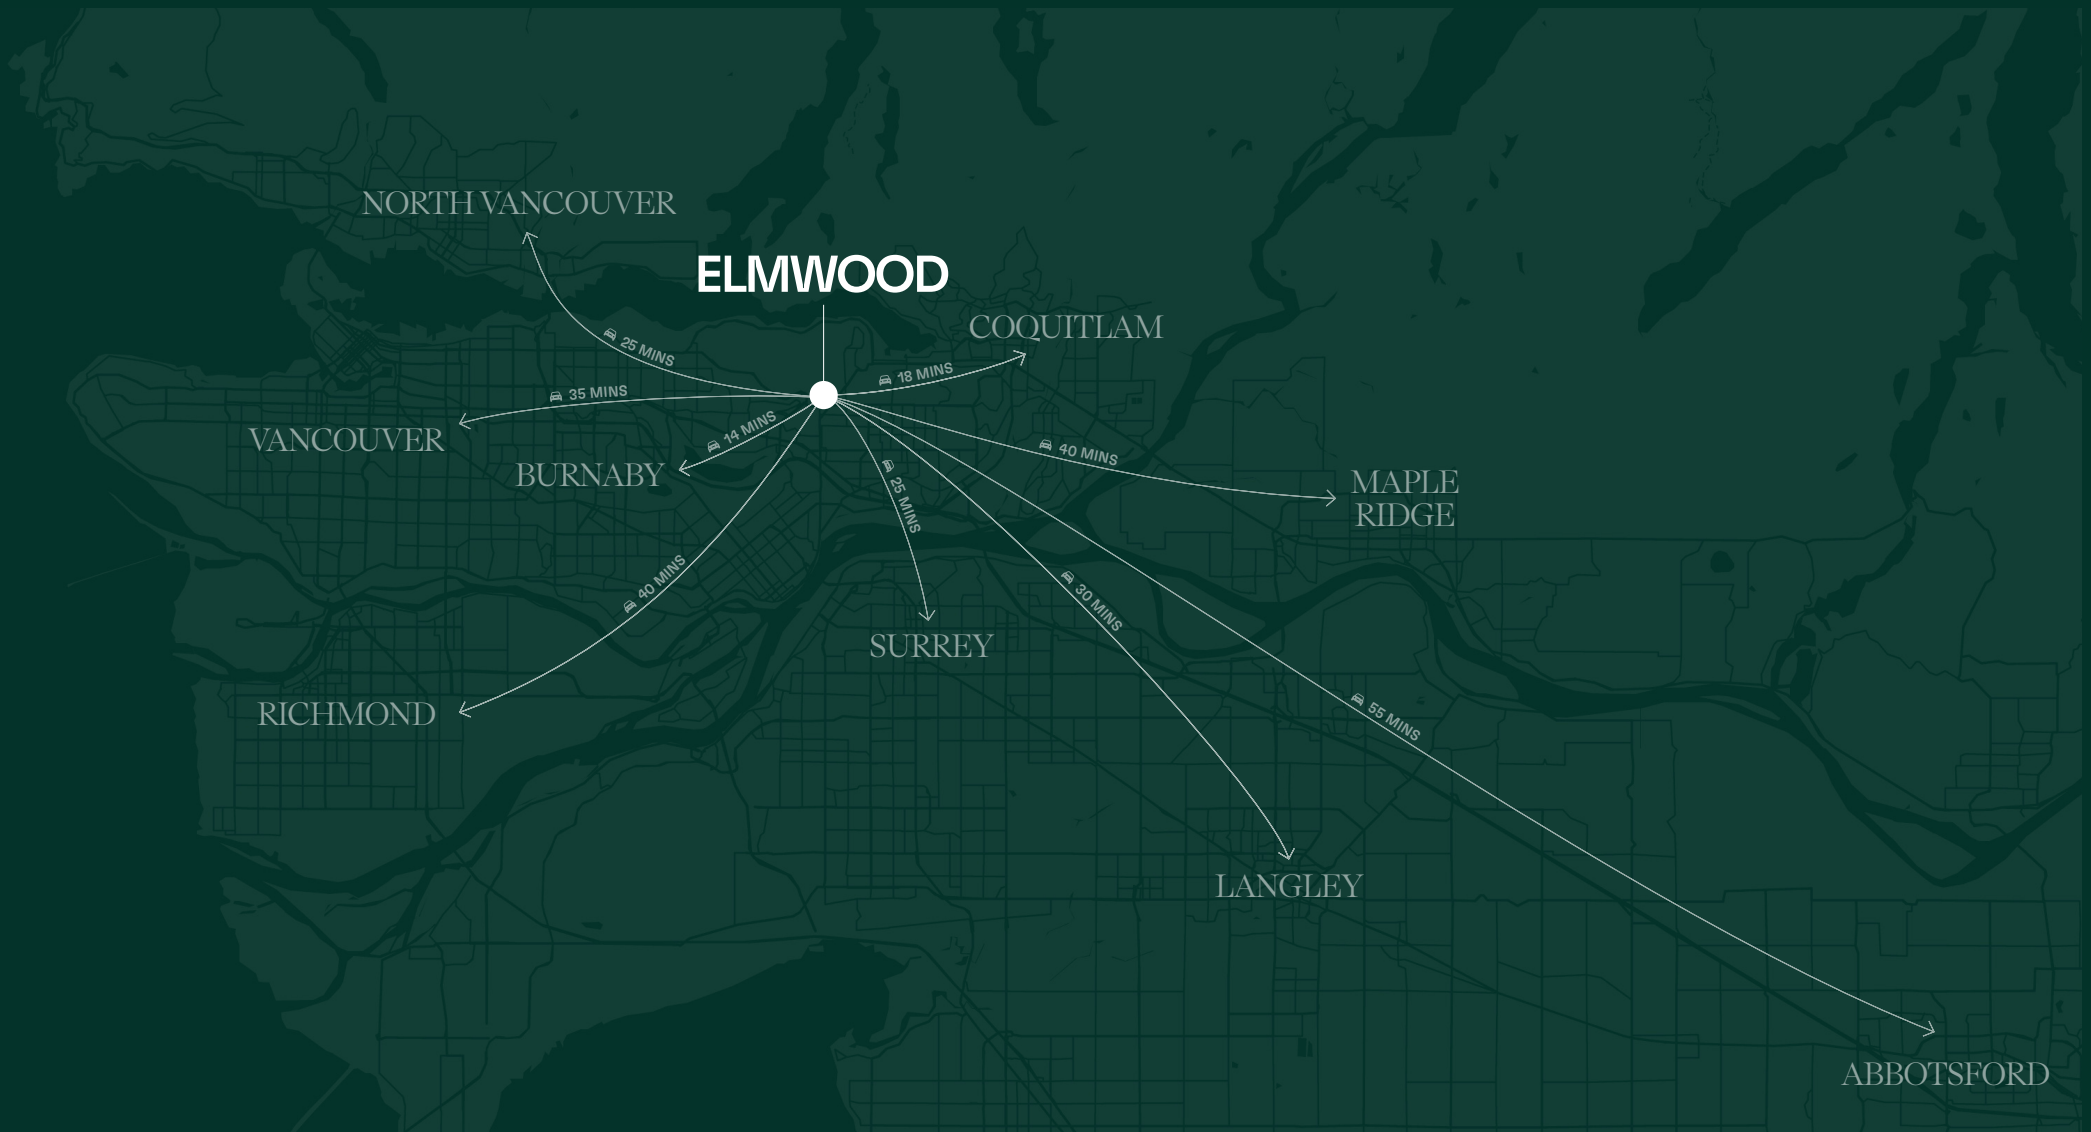 NORTH VANCOUVER
ELMWOOD
COQUITLAM
25 MINS
18 MINS
35 MINS
14 MINS
VANCOUVER
BURNABY
40 MINS
MAPLE
RIDGE
25 MINS
40 MINS
30 MINS
SURREY
RICHMOND
55 MINS
LANGLEY
ABBOTSFORD